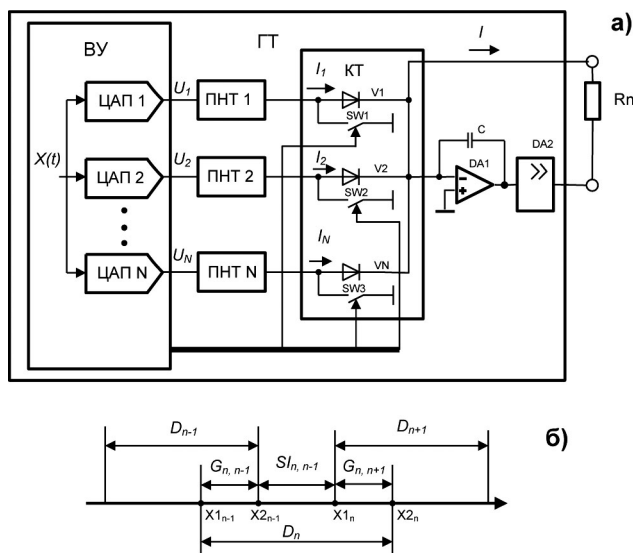 а)
ВУ
ГТ
I
ЦАП 1
U1
ПНТ 1
I1
КТ
V1
SW1
Rn
X(t)
ЦАП 2
U2
ПНТ 2
I2
V2
SW2
C
DA1
DA2
ЦАП N
UN
ПНТ N
IN
VN
SW3
б)
Dn-1
Dn+1
Gn, n-1
SIn, n-1
Gn, n+1
X1n-1
X2n-1
X1n
X2n
Dn